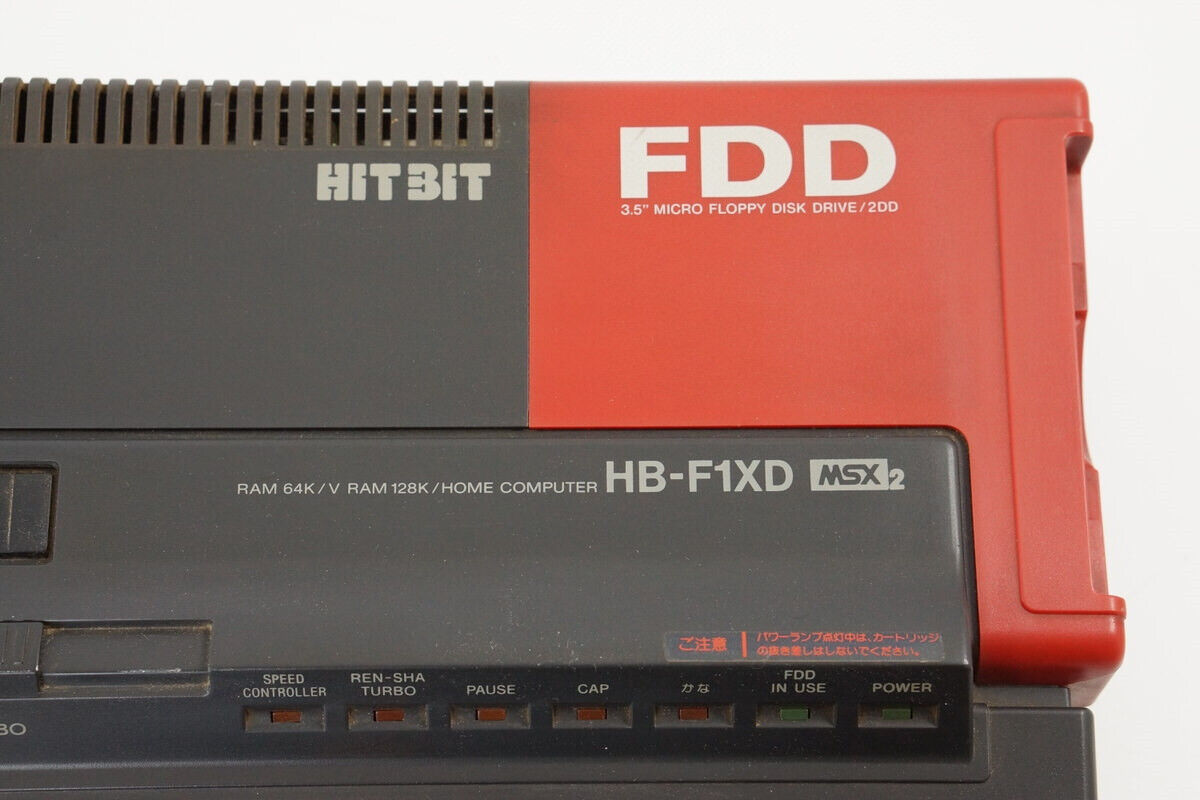 HIT BIT
FDD
3.5" MICRO FLOPPY DISK DRIVE/2DD
RAM 64K/V RAM 128K/HOME COMPUTER HB-F1XD MSX2
ご注意
パワーランプ点灯中は、カートリッジ
の抜き差しはしないでください。
SPEED
CONTROLLER
REN-SHA
TURBO
PAUSE
CAP
かな
FDD
IN USE
POWER
BO